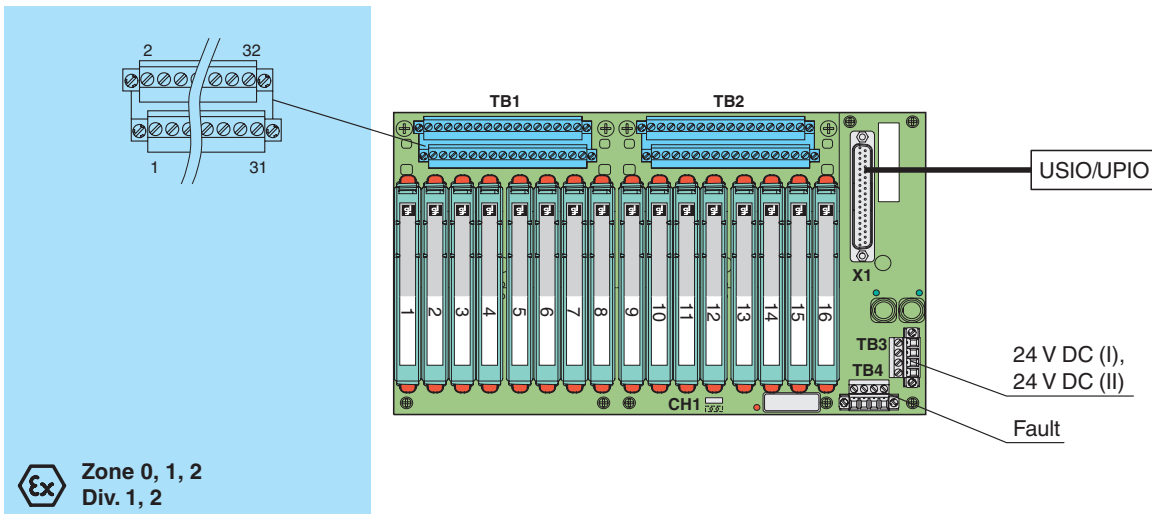 2 32
1 31
TB1 TB2
USIO/UPIO
X1
1 2 3 4 5 6 7 8 9 10 11 12 13 14 15 16
TB3
24 V DC (I),
24 V DC (II)
TB4
CH1
Fault
Ex
Zone 0, 1, 2
Div. 1, 2